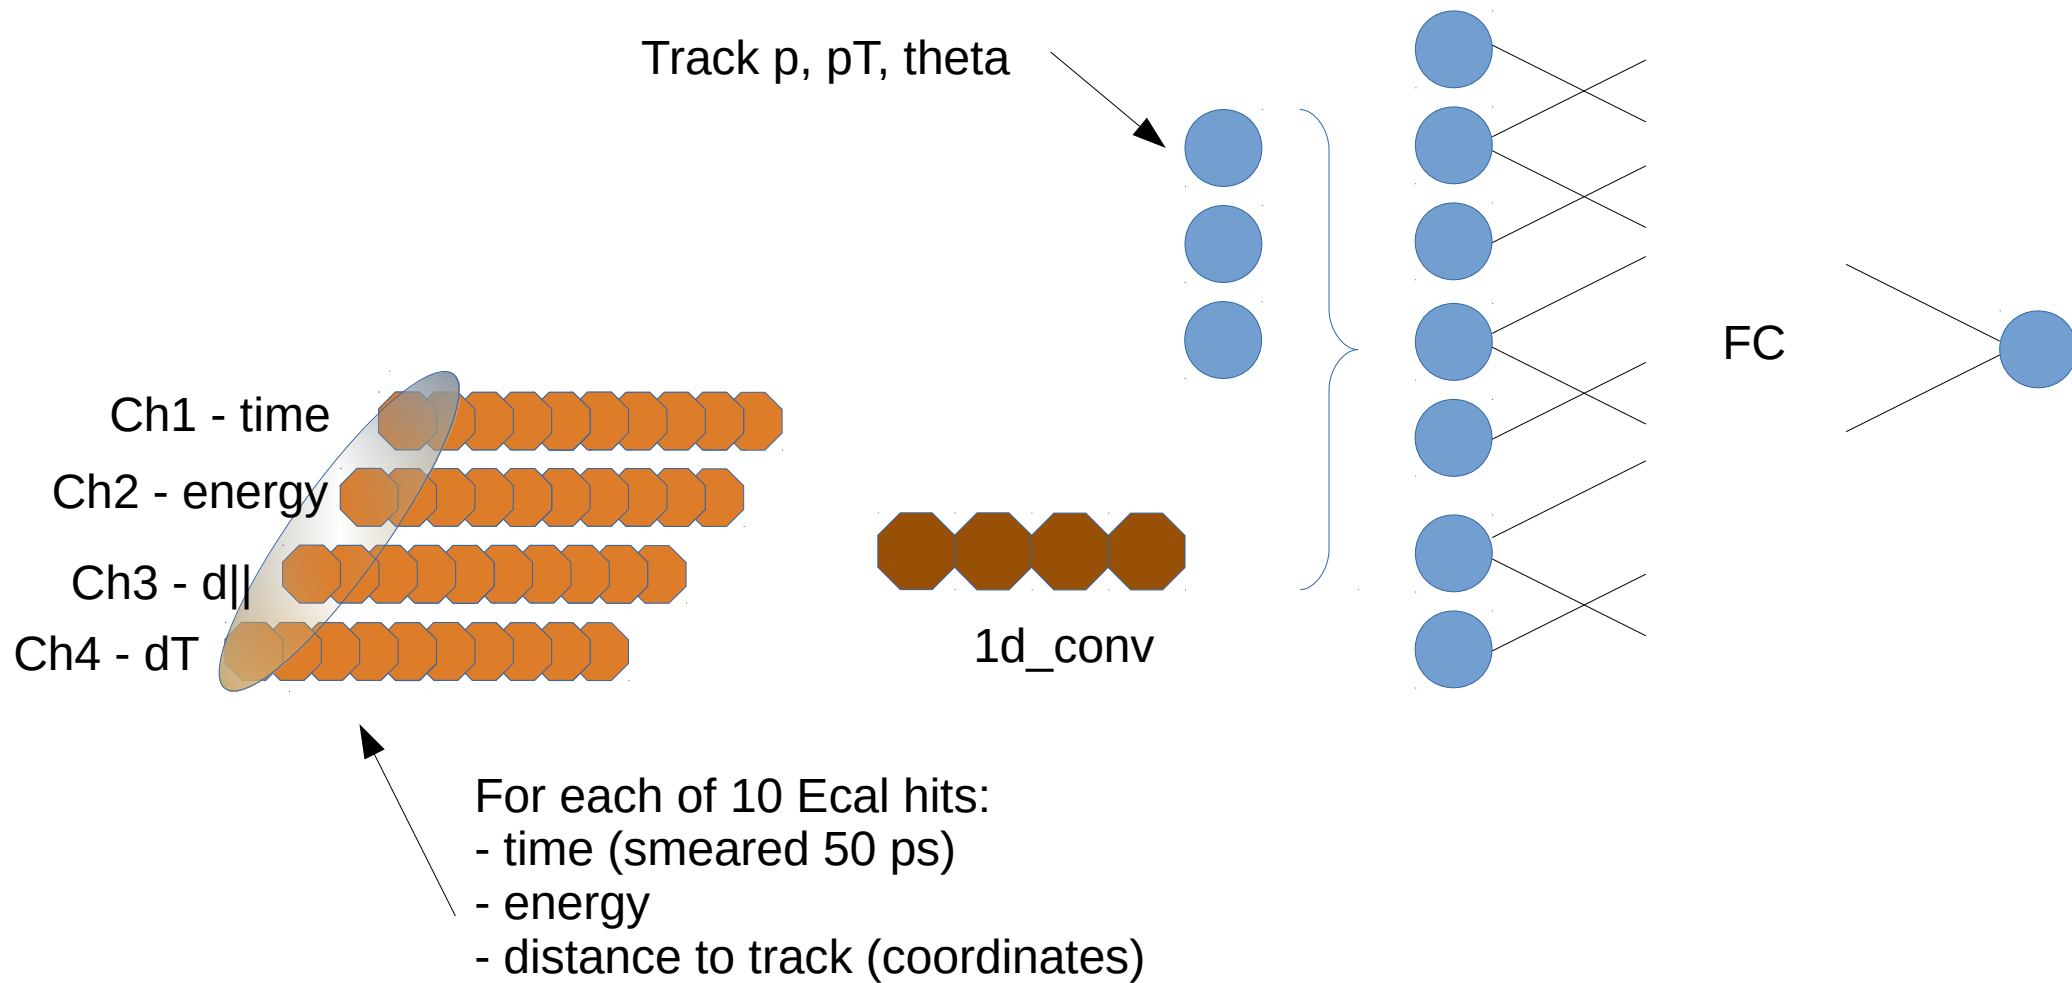 Track p, pT, theta
FC
Ch1 - time
Ch2 - energy
Ch3 - d||
Ch4 - dT
1d_conv
For each of 10 Ecal hits:
- time (smeared 50 ps)
- energy
- distance to track (coordinates)